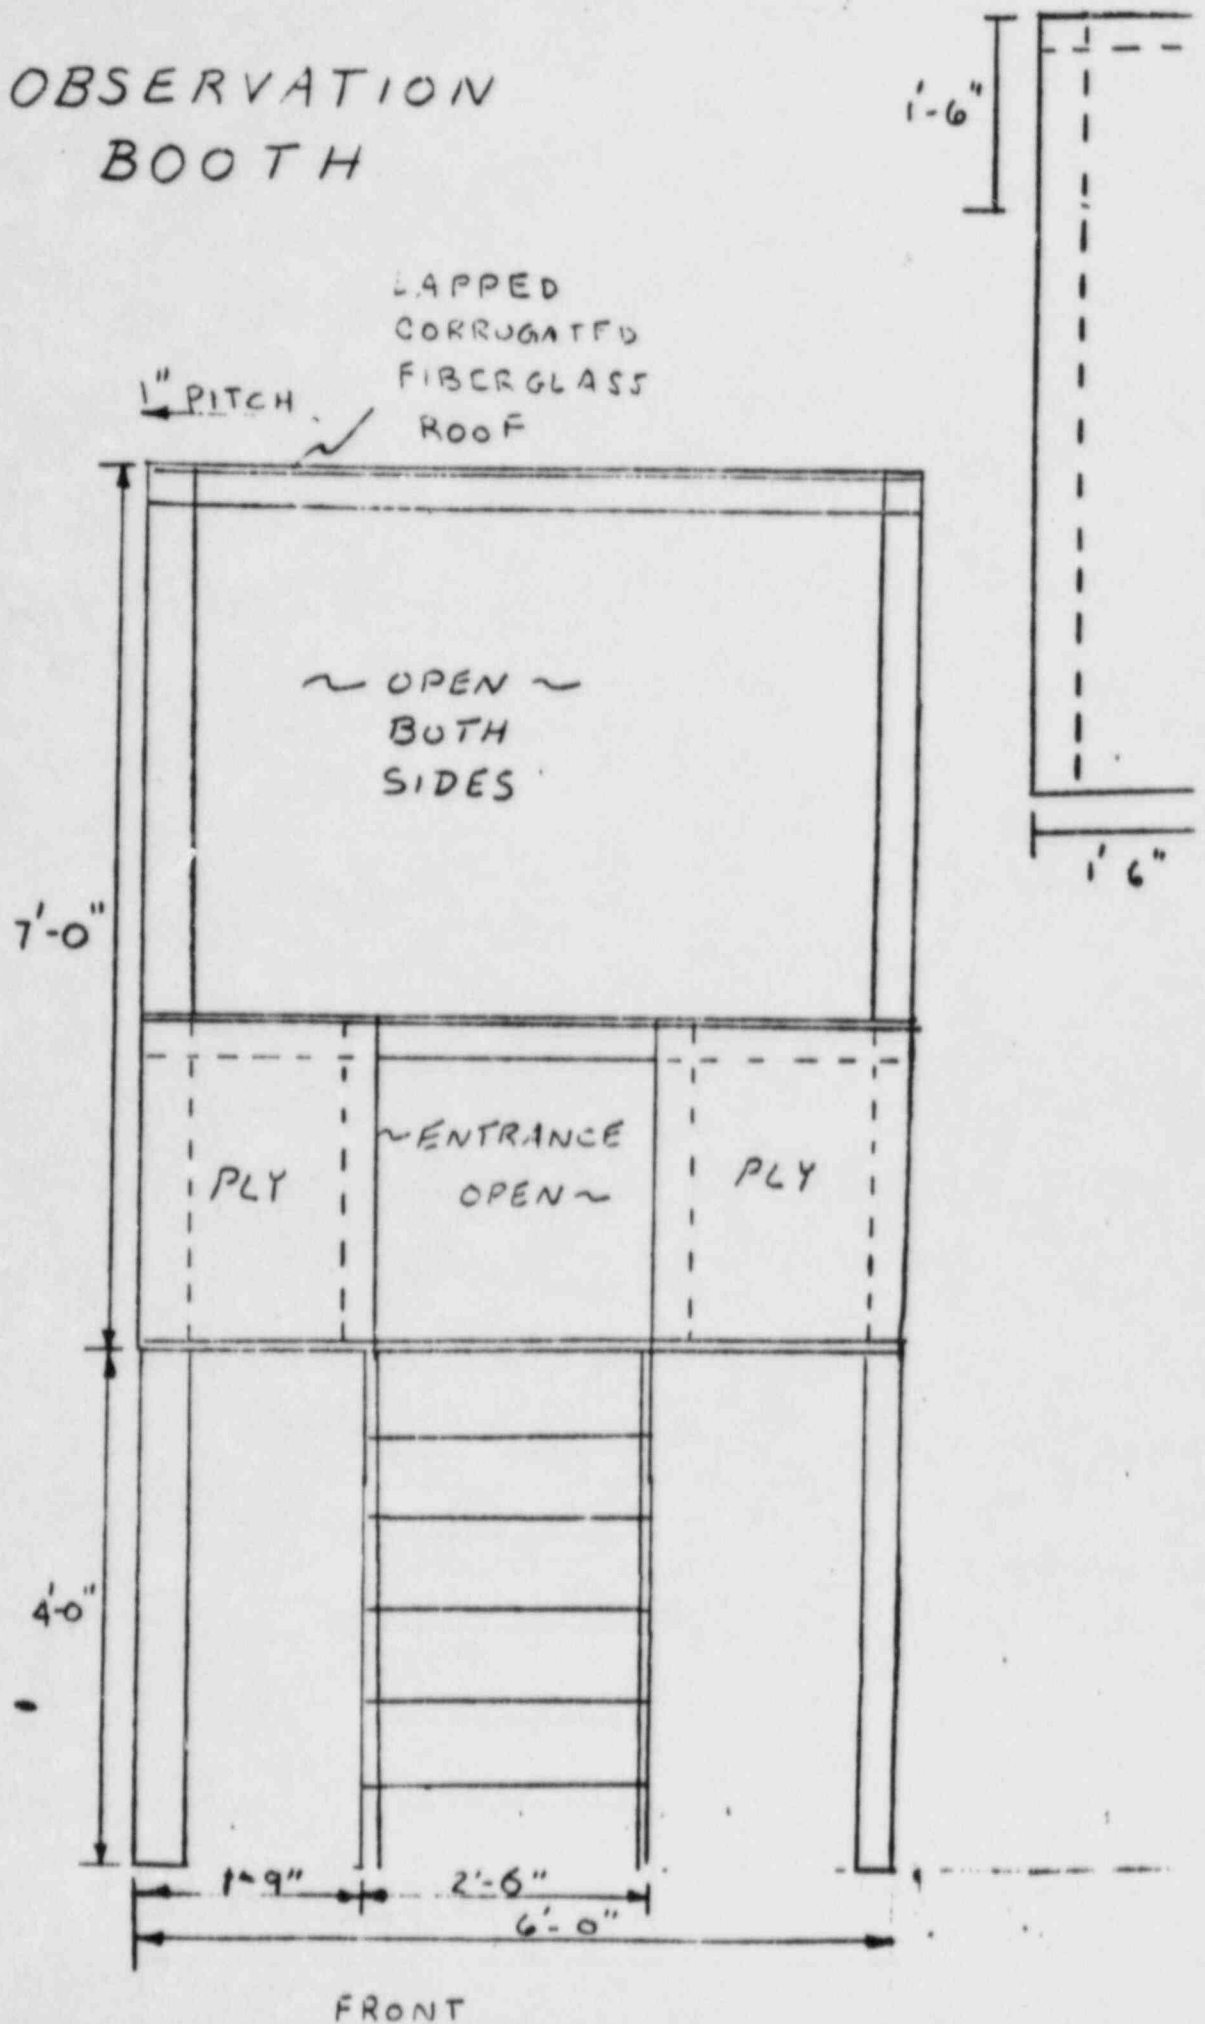 OBSERVATION
BOOTH
1'-6"
LAPPED
CORRUGATED
FIBERGLASS
ROOF
1" PITCH
~ OPEN ~
BOTH
SIDES
1' 6"
7'-0"
~ENTRANCE
OPEN~
PLY
PLY
4'-0"
1-9"
2'-6"
6'-0"
FRONT